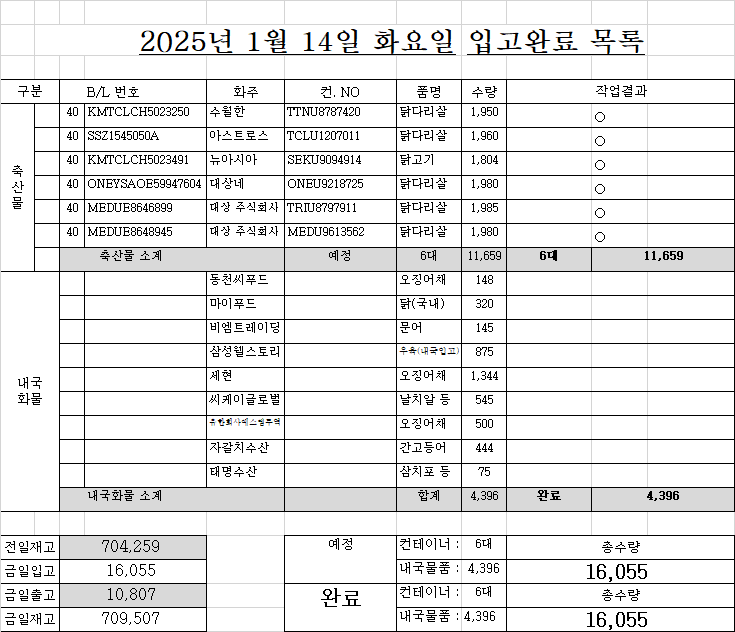 2025년 1월 14일 화요일 입고완료 목록
구분 B/L 번호 화주 컨. NO 품명 수량 작업결과
축산물
40 KMTCLCH5023250 수월한 TTNU8787420 닭다리살 1,950 ○
40 SSZ1545050A 아스트로스 TCLU1207011 닭다리살 1,960 ○
40 KMTCLCH5023491 뉴아시아 SEKU9094914 닭고기 1,804 ○
40 ONEYSAOE59947604 대상네 ONEU9218725 닭다리살 1,980 ○
40 MEDUE8646899 대상 주식회사 TRIU8797911 닭다리살 1,985 ○
40 MEDUE8648945 대상 주식회사 MEDU9613562 닭다리살 1,980 ○
축산물 소계 예정 6대 11,659 6대 11,659
내국화물
동천씨푸드 오징어채 148
마이푸드 닭(국내) 320
비엠트레이딩 문어 145
삼성웰스토리 우육(내국입고) 875
세현 오징어채 1,344
씨케이글로벌 날치알 등 545
오징어채 500
자갈치수산 간고등어 444
태명수산 삼치포 등 75
내국화물 소계 합계 4,396 완료 4,396
전일재고 704,259 예정 컨테이너 : 6대 총수량
금일입고 16,055 내국물품 : 4,396 16,055
금일출고 10,807 완료 컨테이너 : 6대 총수량
금일재고 709,507 내국물품 : 4,396 16,055